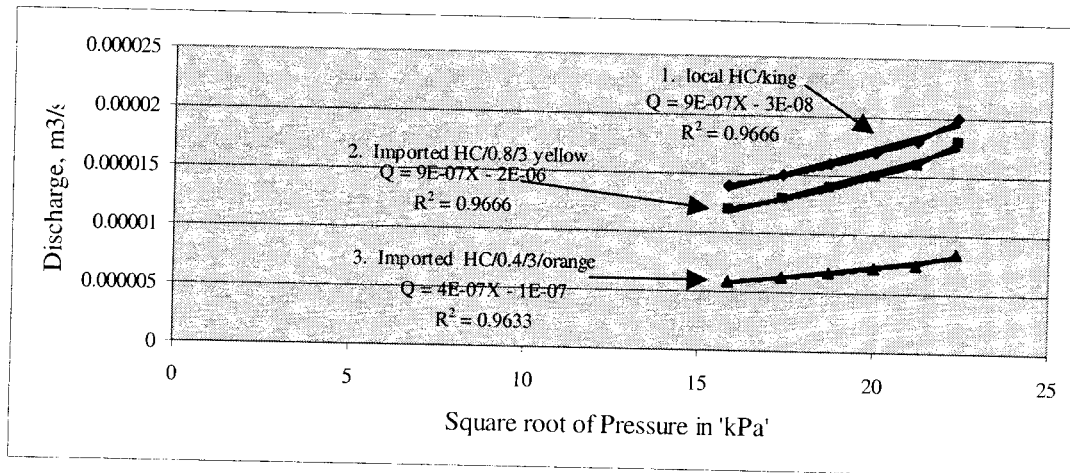 0.000025
0.00002
0.000015
0.00001
0.000005
0
Discharge, m3/s
1. local HC/king
Q = 9E-07X - 3E-08
R² = 0.9666
2. Imported HC/0.8/3 yellow
Q = 9E-07X - 2E-06
R² = 0.9666
3. Imported HC/0.4/3/orange
Q = 4E-07X - 1E-07
R² = 0.9633
0 5 10 15 20 25
Square root of Pressure in 'kPa'